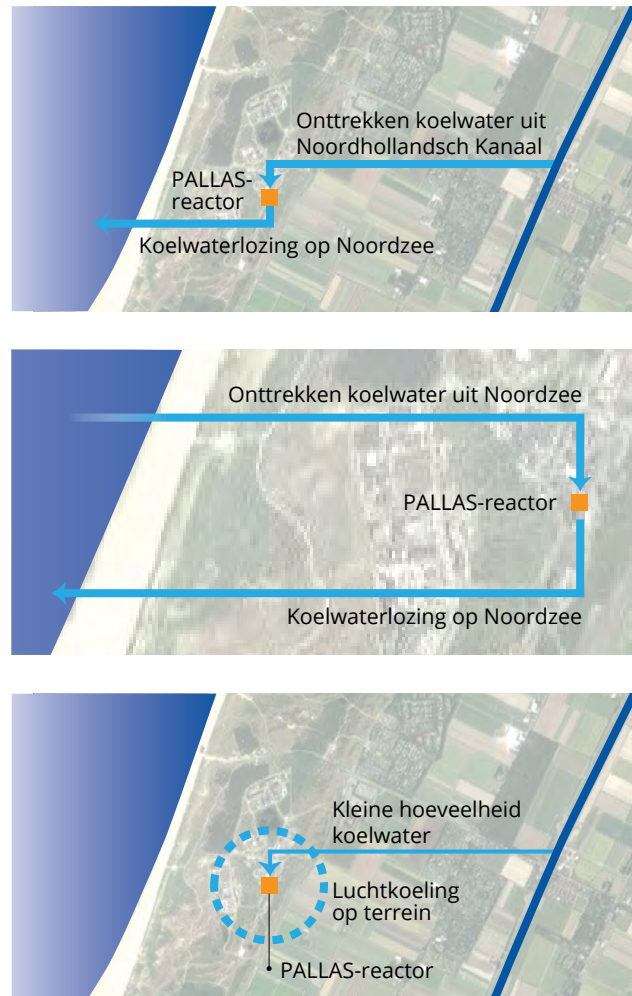 Onttrekken koelwater uit
Noordhollandsch Kanaal
PALLAS-
reactor
Koelwaterlozing op Noordzee
Onttrekken koelwater uit Noordzee
PALLAS-reactor
Koelwaterlozing op Noordzee
Kleine hoeveelheid
koelwater
Luchtkoeling
op terrein
PALLAS-reactor